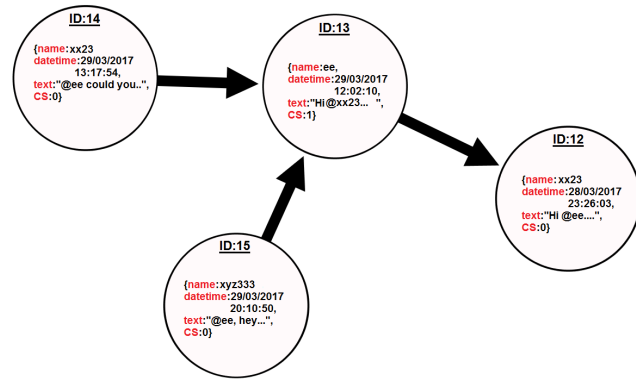 ID:14
{name:xx23
datetime:29/03/2017
13:17:54,
text:"@ee could you..",
CS:0}
ID:13
{name:ee,
datetime:29/03/2017
12:02:10,
text:"Hi@xx23... ",
CS:1}
ID:12
{name:xx23
datetime:28/03/2017
23:26:03,
text:"Hi @ee....",
CS:0}
ID:15
{name:xyz333
datetime:29/03/2017
20:10:50,
text:"@ee, hey...",
CS:0}